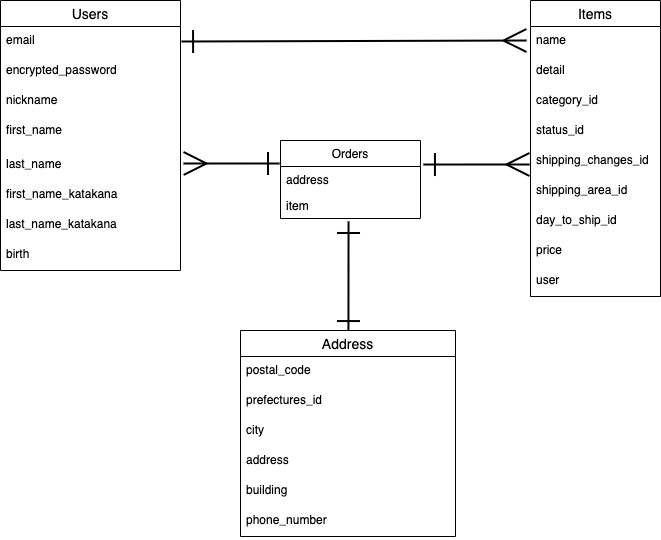 Users
email
encrypted_password
nickname
first_name
last_name
first_name_katakana
last_name_katakana
birth
Items
name
detail
category_id
status_id
shipping_changes_id
shipping_area_id
day_to_ship_id
price
user
Orders
address
item
Address
postal_code
prefectures_id
city
address
building
phone_number